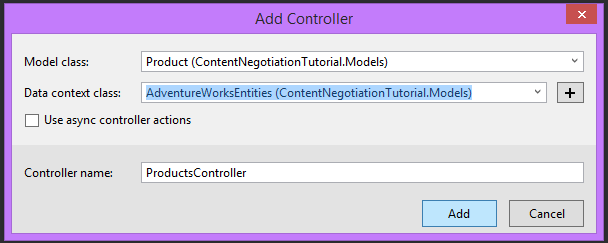 Add Controller
Model class: Product (ContentNegotiationTutorial.Models)
Data context class: AdventureWorksEntities (ContentNegotiationTutorial.Models)
Use async controller actions
Controller name: ProductsController
Add Cancel